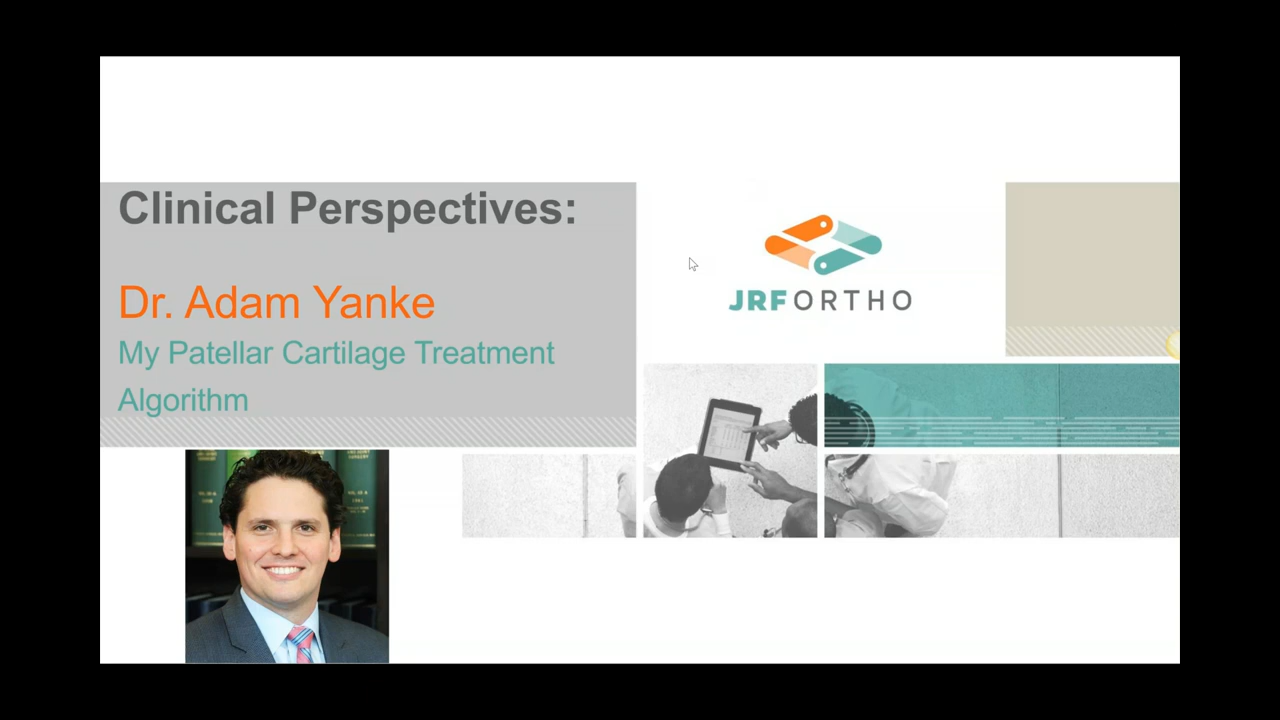 Clinical Perspectives:
Dr. Adam Yanke
My Patellar Cartilage Treatment
Algorithm
JRFORTHO